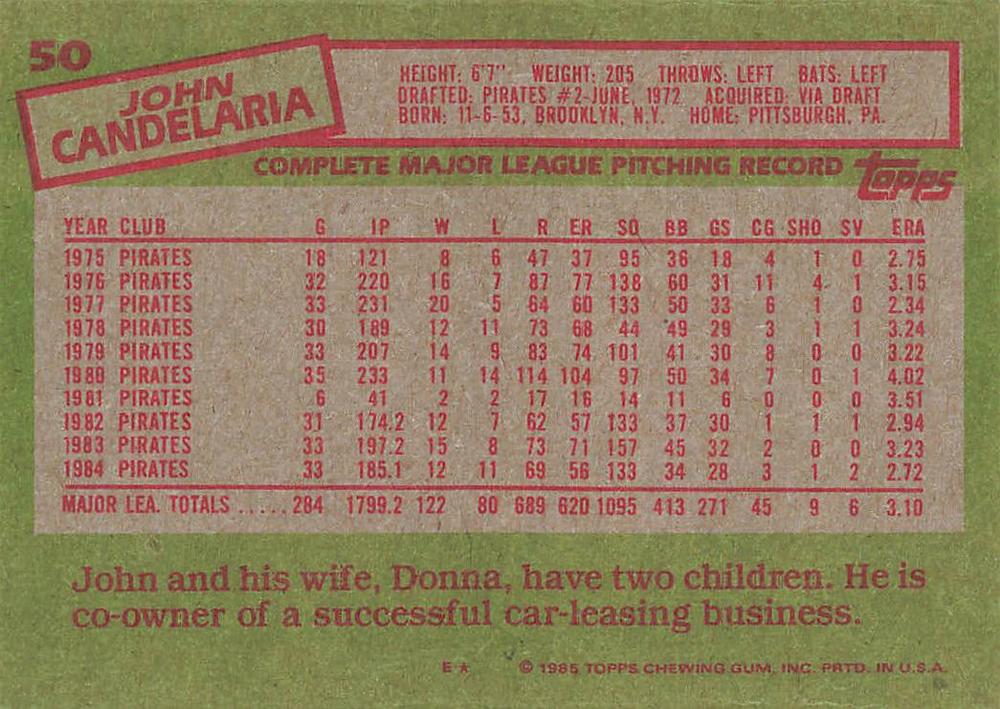 50
JOHN
CANDELARIA
HEIGHT: 6'7" WEIGHT: 205 THROWS: LEFT BATS: LEFT
DRAFTED: PIRATES #2-JUNE, 1972 ACQUIRED: VIA DRAFT
BORN: 11-6-53, BROOKLYN, N.Y. HOME: PITTSBURGH, PA.
COMPLETE MAJOR LEAGUE PITCHING RECORD topps
YEAR CLUB G IP W L R ER SO BB GS CG SHO SV ERA
1975 PIRATES 18 121 8 6 47 37 95 36 18 4 1 0 2.75
1976 PIRATES 32 220 16 7 87 77 138 60 31 11 4 1 3.15
1977 PIRATES 33 231 20 5 64 60 133 50 33 6 1 0 2.34
1978 PIRATES 30 189 12 11 73 68 44 49 29 3 1 1 3.24
1979 PIRATES 33 207 14 9 83 74 101 41 30 8 0 0 3.22
1980 PIRATES 35 233 11 14 114 104 97 50 34 7 0 1 4.02
1981 PIRATES 6 41 2 2 17 16 14 11 6 0 0 0 3.51
1982 PIRATES 31 174.2 12 7 62 57 133 37 30 1 1 1 2.94
1983 PIRATES 33 197.2 15 8 73 71 157 45 32 2 0 0 3.23
1984 PIRATES 33 185.1 12 11 69 56 133 34 28 3 1 2 2.72
MAJOR LEA. TOTALS ..... 284 1799.2 122 80 689 620 1095 413 271 45 9 6 3.10
John and his wife, Donna, have two children. He is
co-owner of a successful car-leasing business.
E★ © 1985 TOPPS CHEWING GUM, INC. PRTD. IN U.S.A.